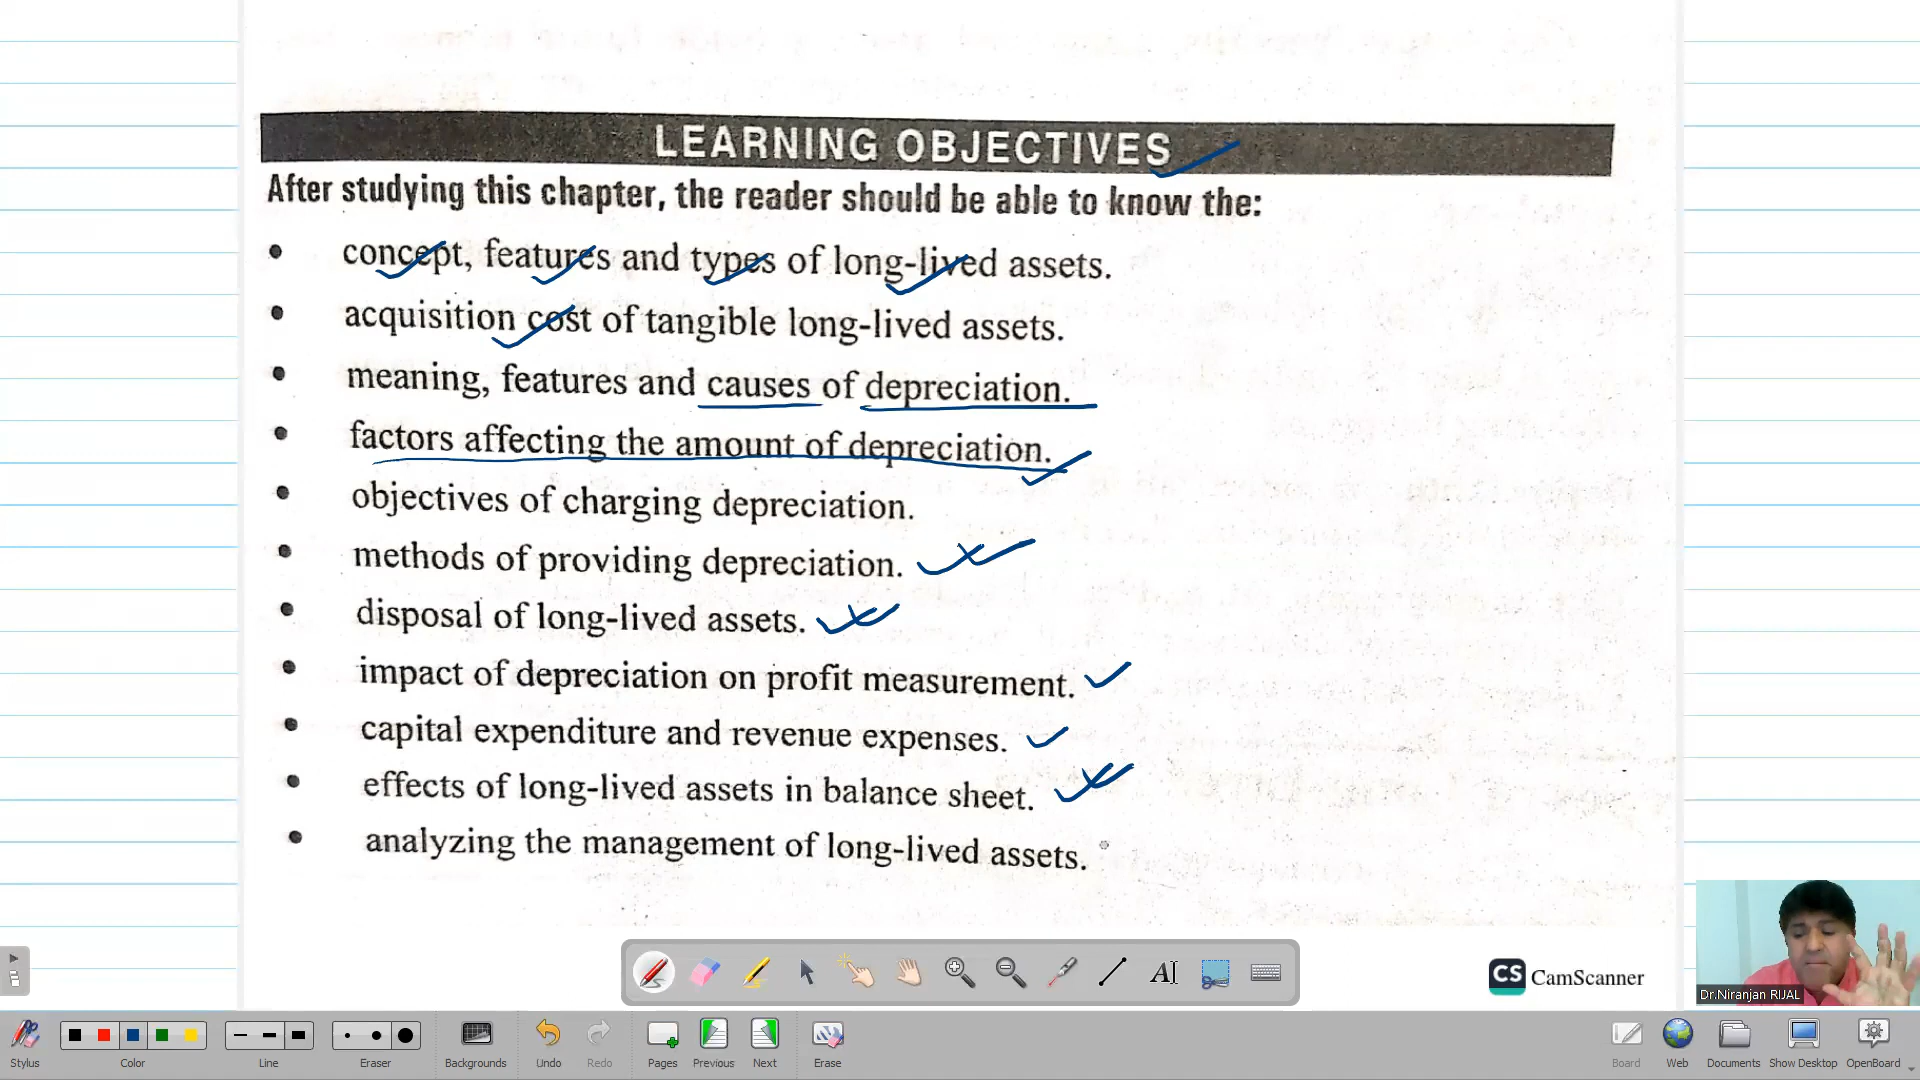 LEARNING OBJECTIVES
After studying this chapter, the reader should be able to know the:
• concept, features and types of long-lived assets.
• acquisition cost of tangible long-lived assets.
• meaning, features and causes of depreciation.
• factors affecting the amount of depreciation.
• objectives of charging depreciation.
• methods of providing depreciation.
• disposal of long-lived assets.
• impact of depreciation on profit measurement.
• capital expenditure and revenue expenses.
• effects of long-lived assets in balance sheet.
• analyzing the management of long-lived assets.
CS CamScanner
Dr.Niranjan RIJAL
Stylus Color Line Eraser Backgrounds Undo Redo Pages Previous Next Erase Board Web Documents Show Desktop OpenBoard